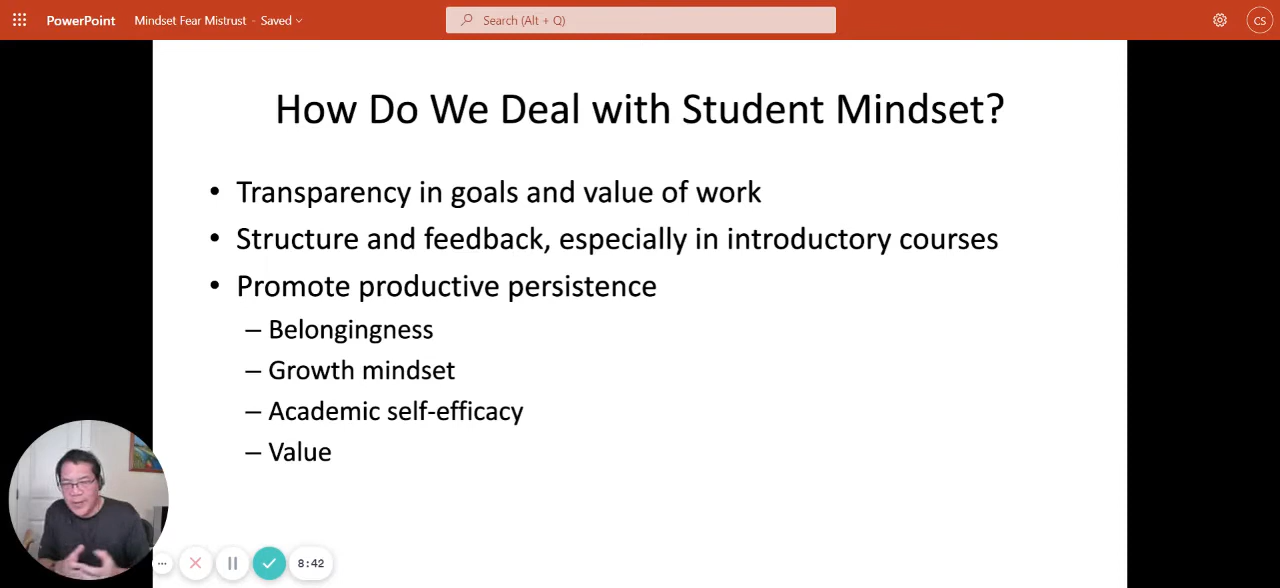 PowerPoint Mindset Fear Mistrust - Saved Search (Alt + Q) CS
How Do We Deal with Student Mindset?
• Transparency in goals and value of work
• Structure and feedback, especially in introductory courses
• Promote productive persistence
– Belongingness
– Growth mindset
– Academic self-efficacy
– Value
8:42